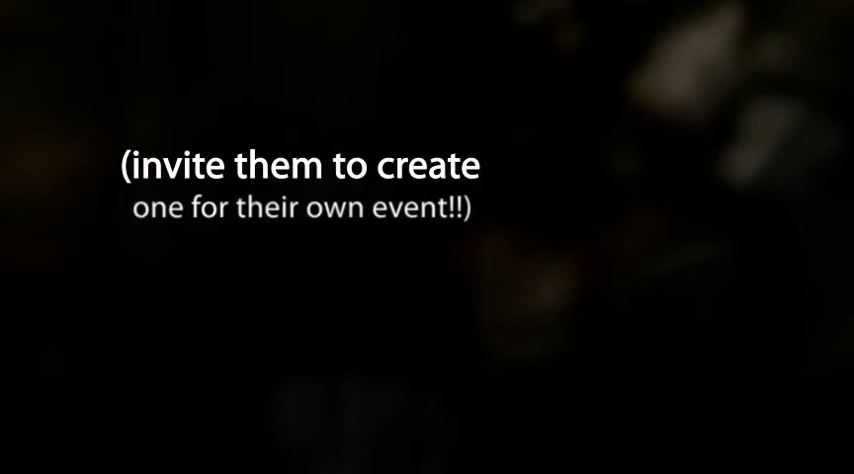 (invite them to create
one for their own event!!)